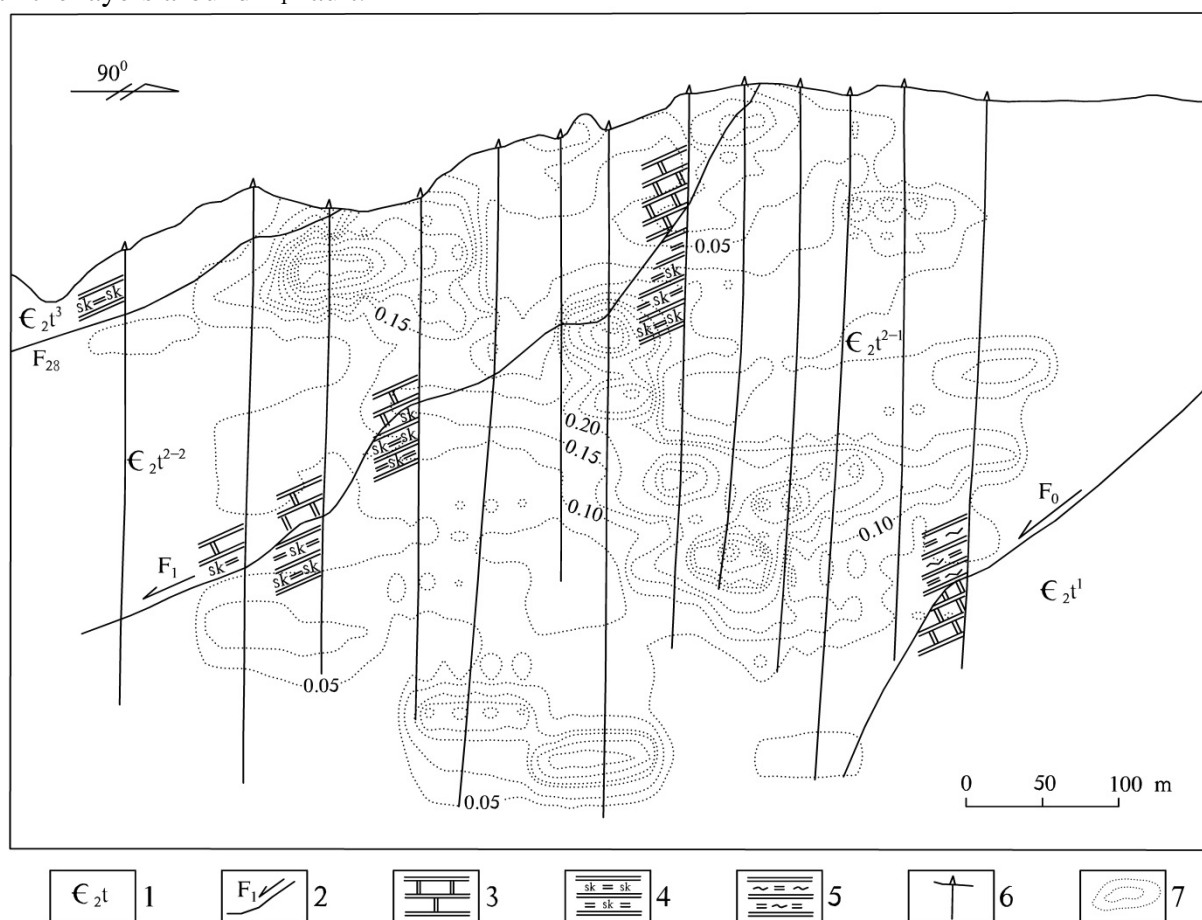 90⁰
0.05
Є₂t³
sk=sk
F₂₈
0.15
= sk
= sk =
sk = sk
Є₂t²⁻¹
sk
sk = sk
= sk =
0.20
0.15
0.10
0.10
Є₂t²⁻²
F₀
F₁
sk =
= sk =
sk = sk
Є₂t¹
0.05
0.05
0 50 100 m
Є₂t 1 F₁ 2 3 sk = sk = sk = 4 5 6 7